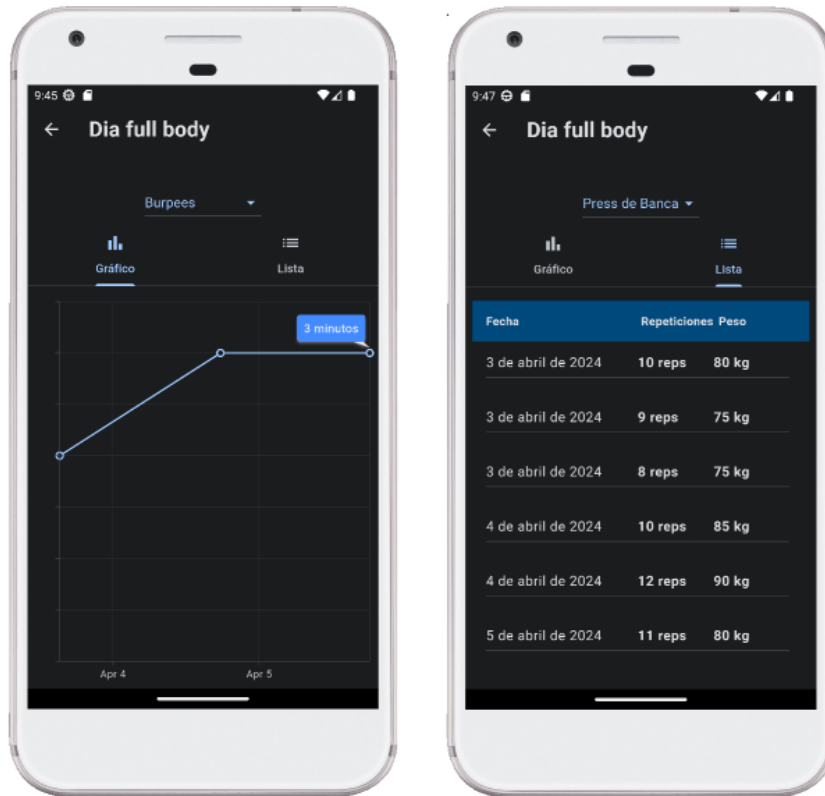 9:45
Dia full body
Burpees
Gráfico Lista
3 minutos
Apr 4 Apr 5
9:47
Dia full body
Press de Banca
Gráfico Lista
Fecha Repeticiones Peso
3 de abril de 2024 10 reps 80 kg
3 de abril de 2024 9 reps 75 kg
3 de abril de 2024 8 reps 75 kg
4 de abril de 2024 10 reps 85 kg
4 de abril de 2024 12 reps 90 kg
5 de abril de 2024 11 reps 80 kg